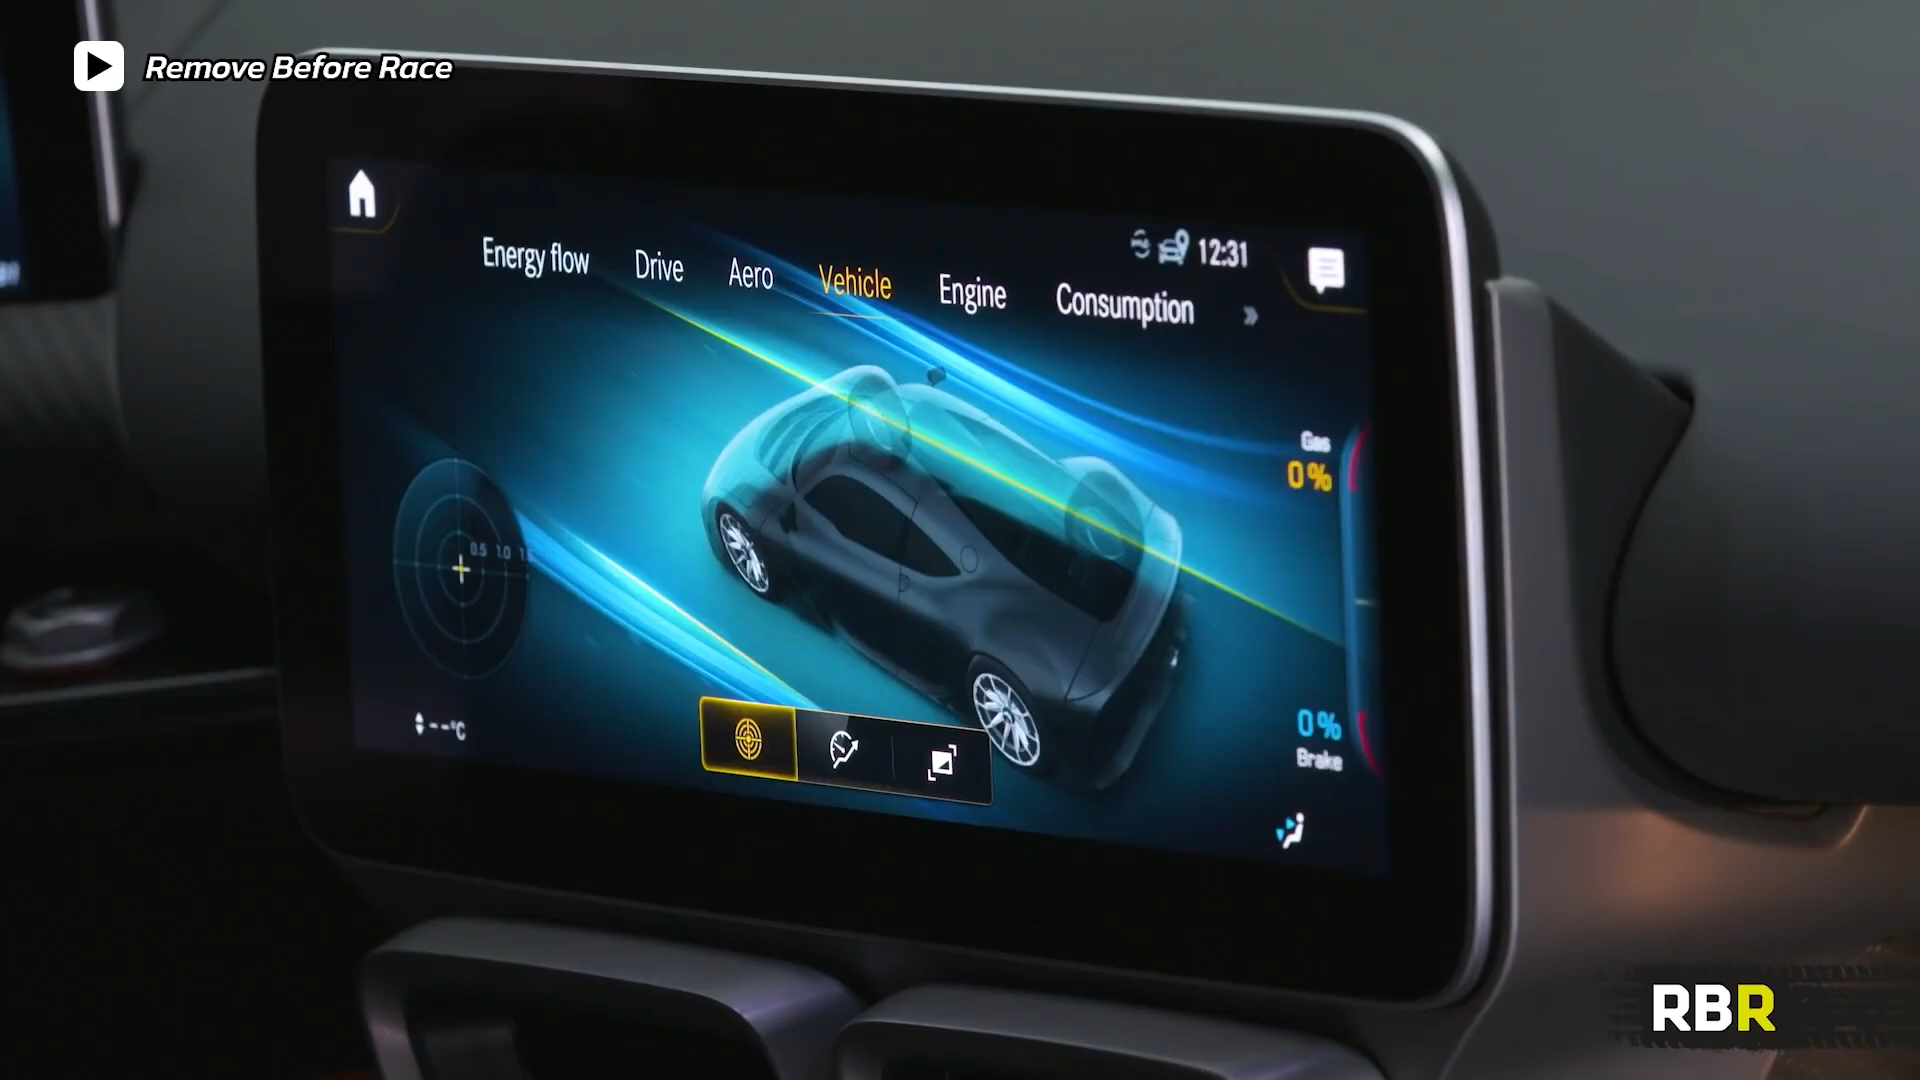 Remove Before Race
12:31
Energy flow Drive Aero Vehicle Engine Consumption »
Gas
0%
0.5 1.0
--°C
0%
Brake
RBR